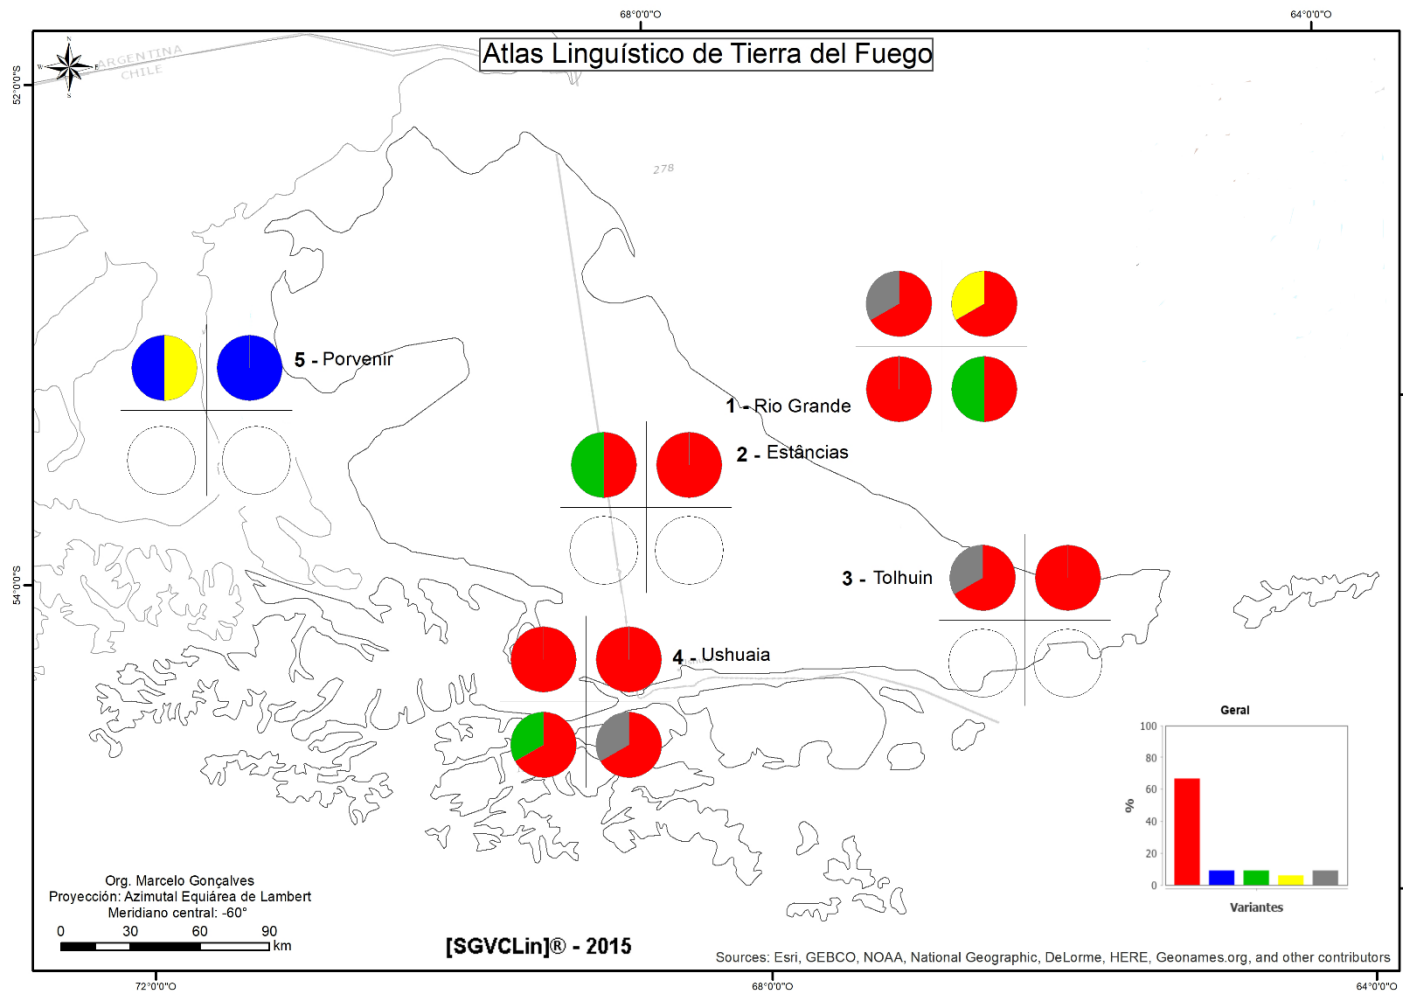 68°0'0"O
64°0'0"O
Atlas Linguístico de Tierra del Fuego
N
W
E
S
ARGENTINA
CHILE
52°0'0"S
278
5 - Porvenir
1 - Rio Grande
2 - Estâncias
3 - Tolhuin
54°0'0"S
4 - Ushuaia
Geral
100
80
60
40
20
0
%
Variantes
Org. Marcelo Gonçalves
Proyección: Azimutal Equiárea de Lambert
Meridiano central: -60°
0 30 60 90
km
[SGVCLin]® - 2015
Sources: Esri, GEBCO, NOAA, National Geographic, DeLorme, HERE, Geonames.org, and other contributors
72°0'0"O
68°0'0"O
64°0'0"O